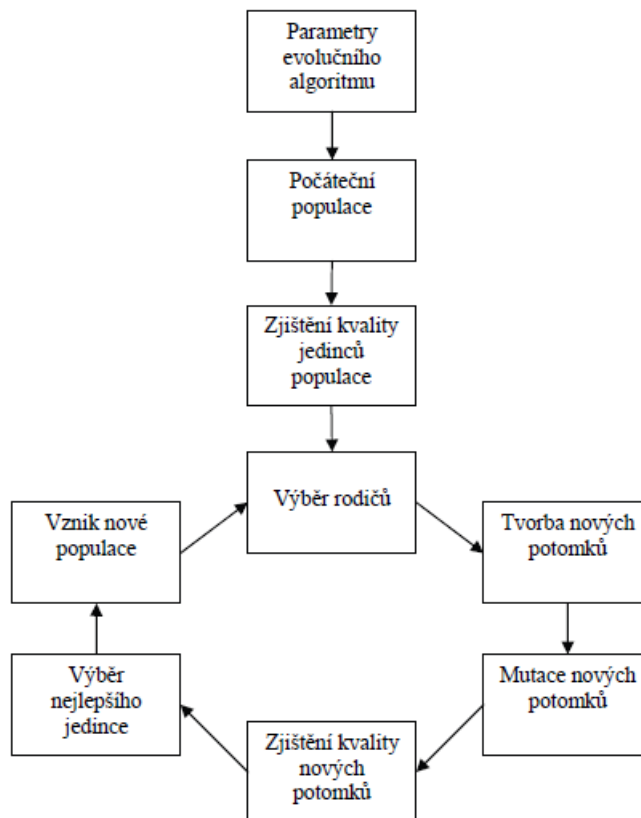 Parametry
evolučního
algoritmu
Počáteční
populace
Zjištění kvality
jedinců
populace
Výběr rodičů
Vznik nové
populace
Tvorba nových
potomků
Výběr
nejlepšího
jedince
Mutace nových
potomků
Zjištění kvality
nových
potomků